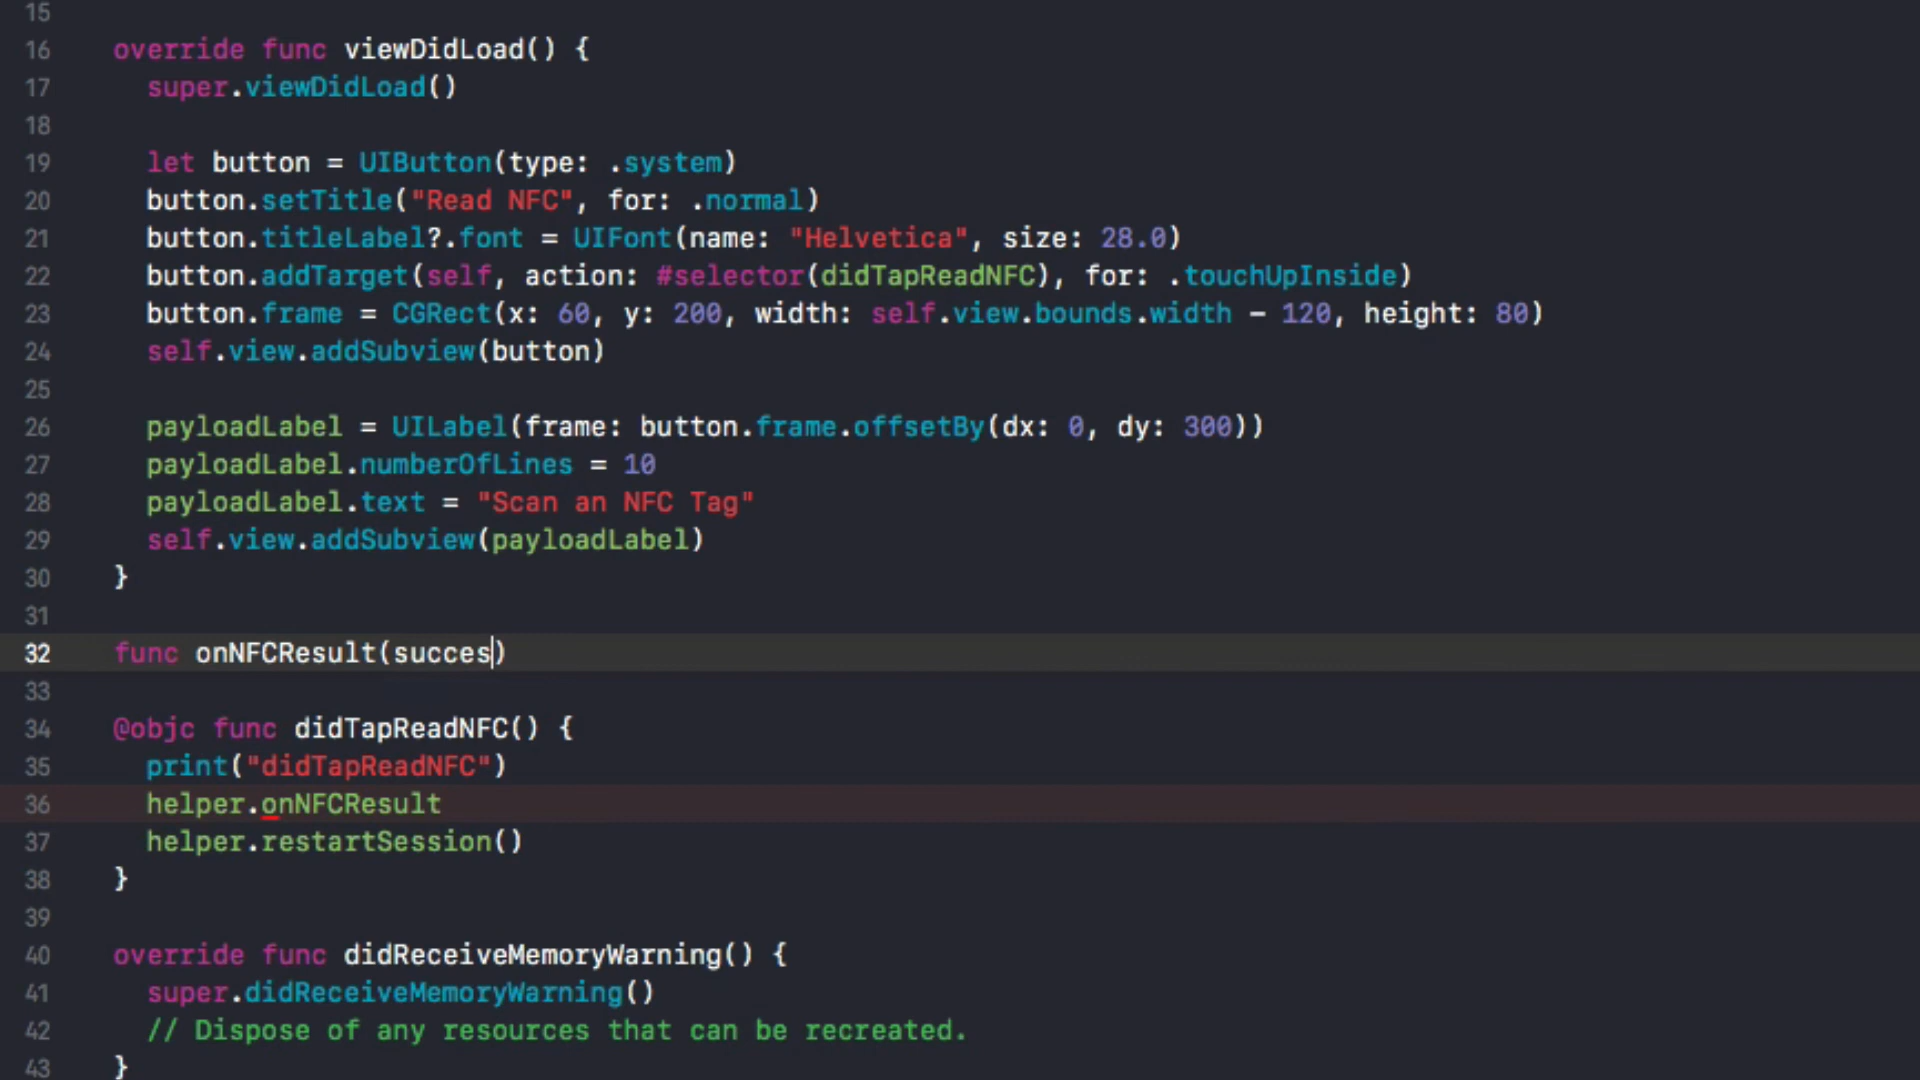 15
16 override func viewDidLoad() {
17 super.viewDidLoad()
18
19 let button = UIButton(type: .system)
20 button.setTitle("Read NFC", for: .normal)
21 button.titleLabel?.font = UIFont(name: "Helvetica", size: 28.0)
22 button.addTarget(self, action: #selector(didTapReadNFC), for: .touchUpInside)
23 button.frame = CGRect(x: 60, y: 200, width: self.view.bounds.width - 120, height: 80)
24 self.view.addSubview(button)
25
26 payloadLabel = UILabel(frame: button.frame.offsetBy(dx: 0, dy: 300))
27 payloadLabel.numberOfLines = 10
28 payloadLabel.text = "Scan an NFC Tag"
29 self.view.addSubview(payloadLabel)
30 }
31
32 func onNFCResult(succes)
33
34 @objc func didTapReadNFC() {
35 print("didTapReadNFC")
36 helper.onNFCResult
37 helper.restartSession()
38 }
39
40 override func didReceiveMemoryWarning() {
41 super.didReceiveMemoryWarning()
42 // Dispose of any resources that can be recreated.
43 }